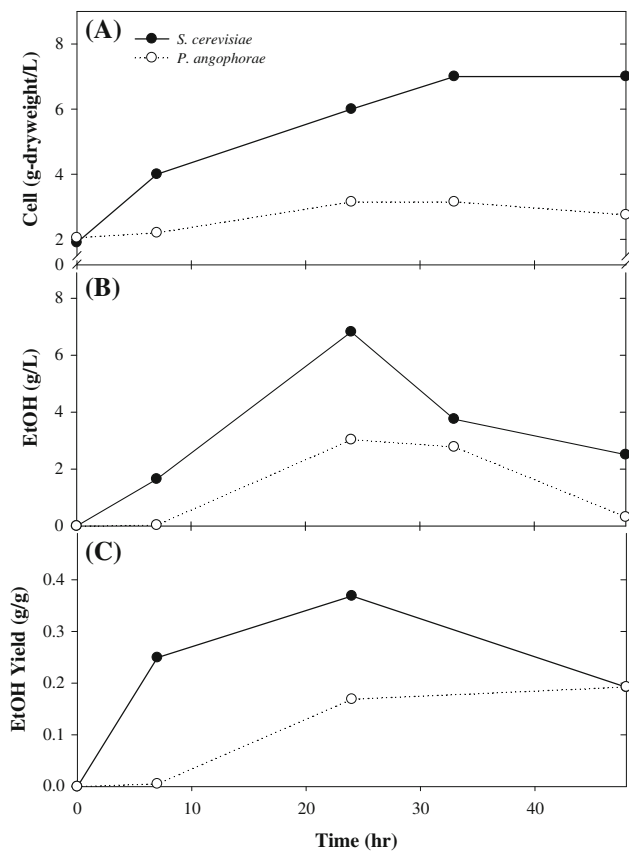 (A)
S. cerevisiae
P. angophorae
Cell (g-dryweight/L)
8
6
4
2
0
(B)
EtOH (g/L)
8
6
4
2
0
(C)
EtOH Yield (g/g)
0.4
0.3
0.2
0.1
0.0
0 10 20 30 40
Time (hr)